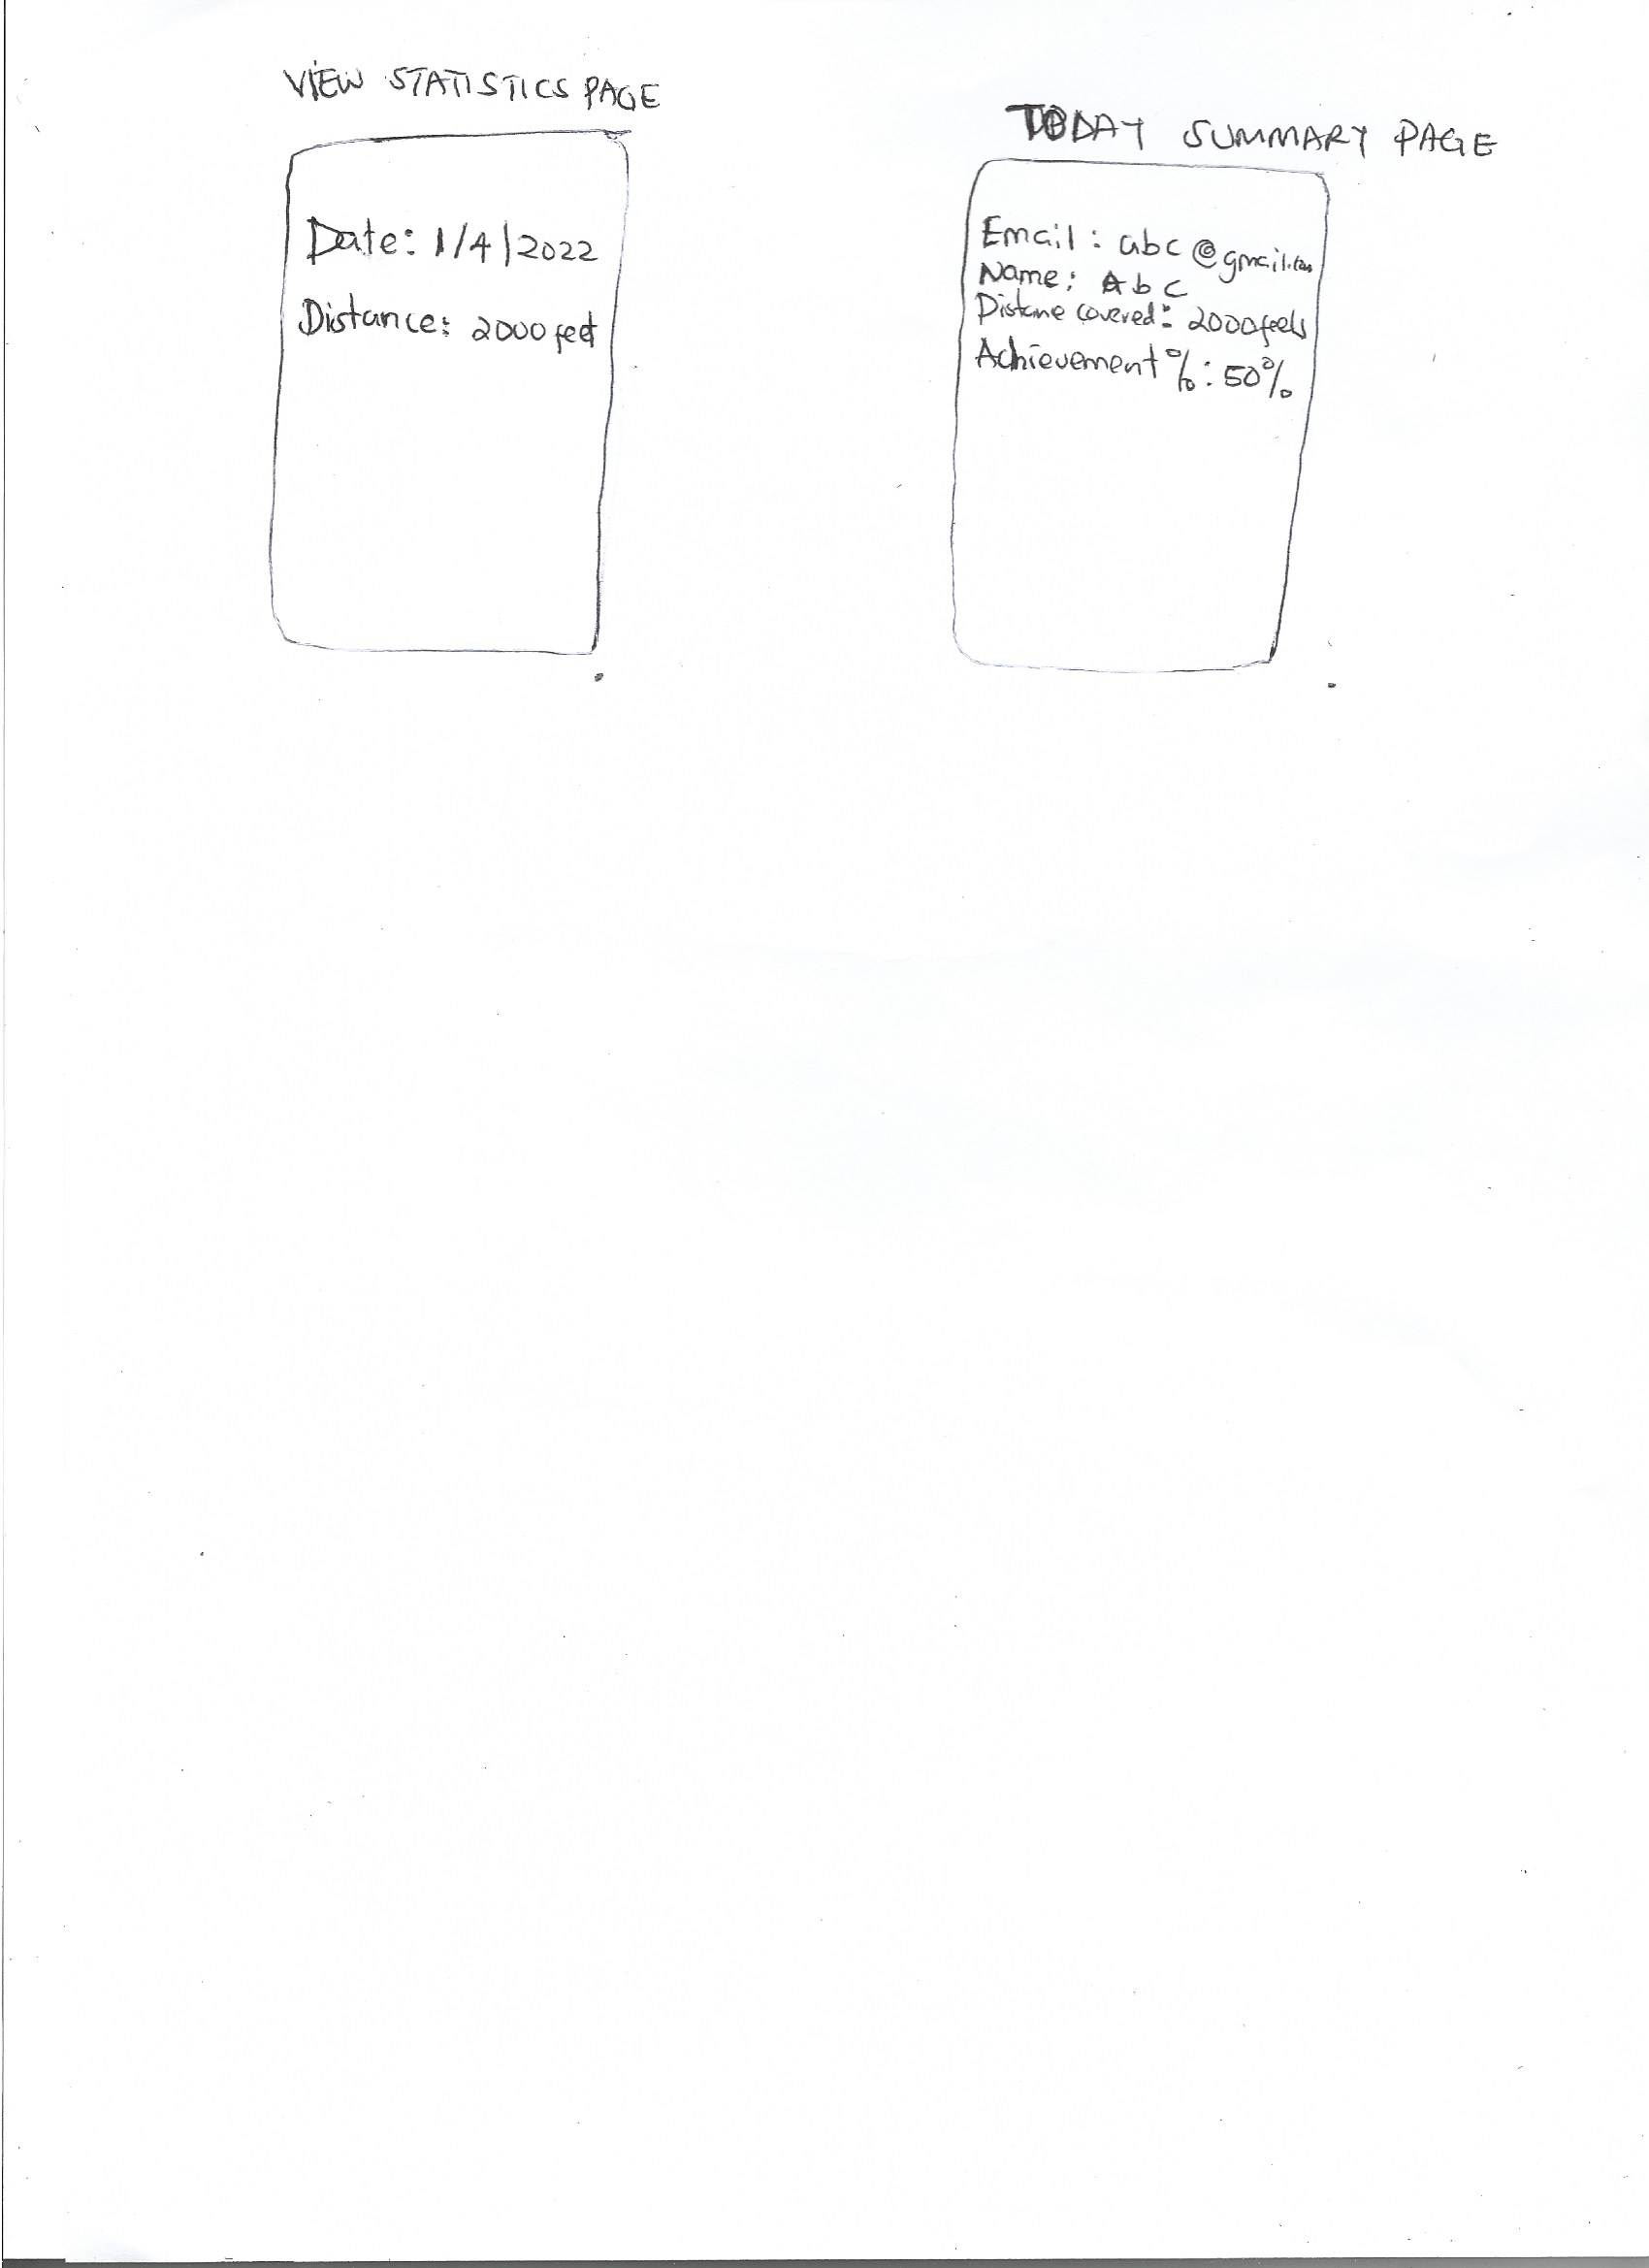 VIEW STATISTICS PAGE
Date: 1/4/2022
Distance: 2000 feet
TODAY SUMMARY PAGE
Email: abc@gmail.com
Name: Abc
Distane covered: 2000feets
Achievement %: 50%